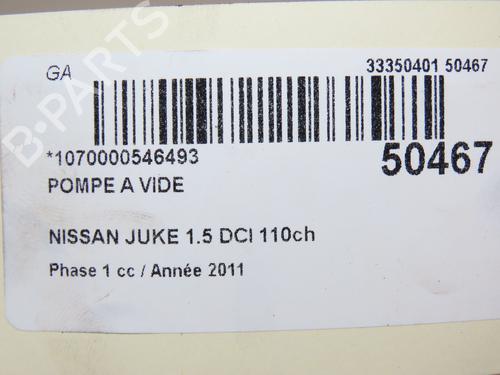 GA
33350401 50467
*1070000546493
50467
POMPE A VIDE
NISSAN JUKE 1.5 DCI 110ch
Phase 1 cc / Année 2011
B-PARTS